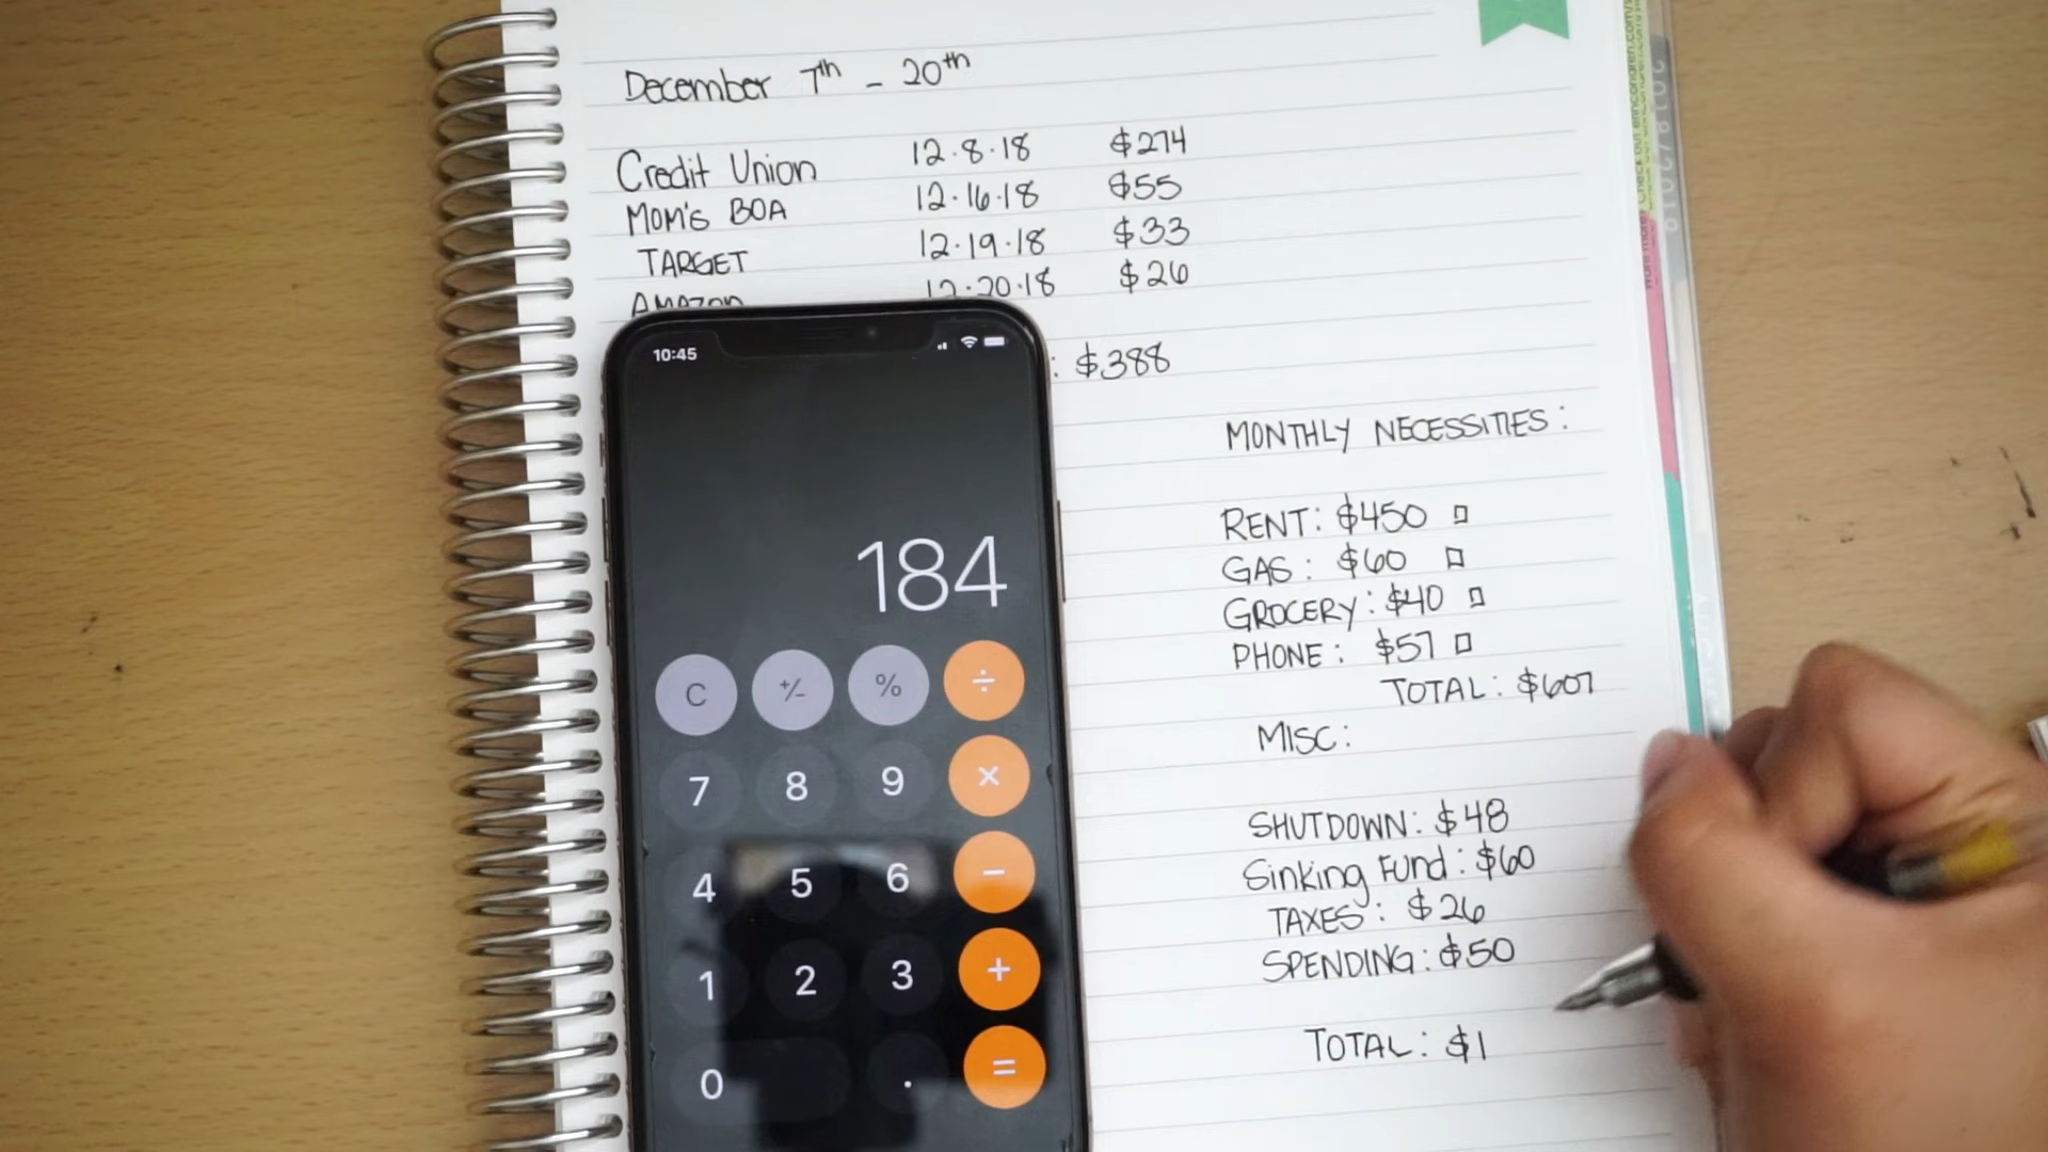 December 7th - 20th
Credit Union 12.8.18 $274
MOM'S BOA 12.16.18 $55
TARGET 12.19.18 $33
AMAZON 12.20.18 $26
: $388
MONTHLY NECESSITIES:
RENT: $450
GAS: $60
GROCERY: $40
PHONE: $57
TOTAL: $607
MISC:
SHUTDOWN: $48
Sinking Fund: $60
TAXES: $26
SPENDING: $50
TOTAL: $1
10:45
184
C +/- % ÷
7 8 9 ×
4 5 6 −
1 2 3 +
0 . =